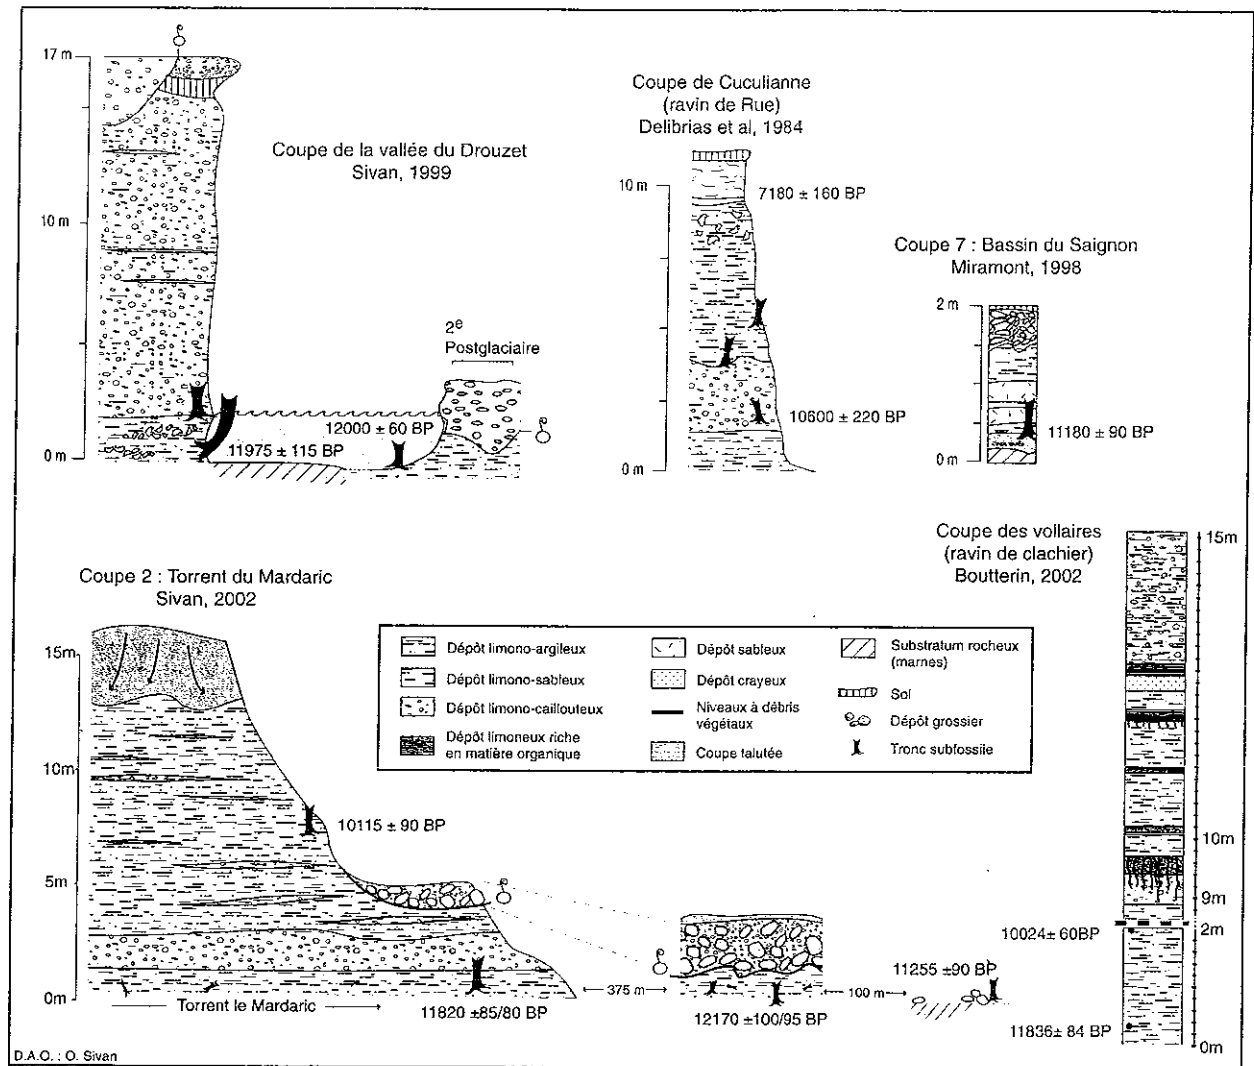 17 m
10 m
0 m
Coupe de la vallée du Drouzet
Sivan, 1999
2e
Postglaciaire
12000 ± 60 BP
11975 ± 115 BP
Coupe de Cuculianne
(ravin de Rue)
Delibrias et al, 1984
10 m
0 m
7180 ± 160 BP
10600 ± 220 BP
Coupe 7 : Bassin du Saignon
Miramont, 1998
2 m
0 m
11180 ± 90 BP
Coupe 2 : Torrent du Mardaric
Sivan, 2002
15m
10m
5m
0m
10115 ± 90 BP
Torrent le Mardaric
11820 ±85/80 BP
375 m
12170 ±100/95 BP
100 m
11255 ±90 BP
Coupe des vollaires
(ravin de clachier)
Boutterin, 2002
15m
10m
9m
2m
0m
10024± 60BP
11836± 84 BP
Dépôt limono-argileux
Dépôt limono-sableux
Dépôt limono-caillouteux
Dépôt limoneux riche
en matière organique
Dépôt sableux
Dépôt crayeux
Niveaux à débris
végétaux
Coupe talutée
Substratum rocheux
(marnes)
Sol
Dépôt grossier
Tronc subfossile
D.A.O. : O. Sivan